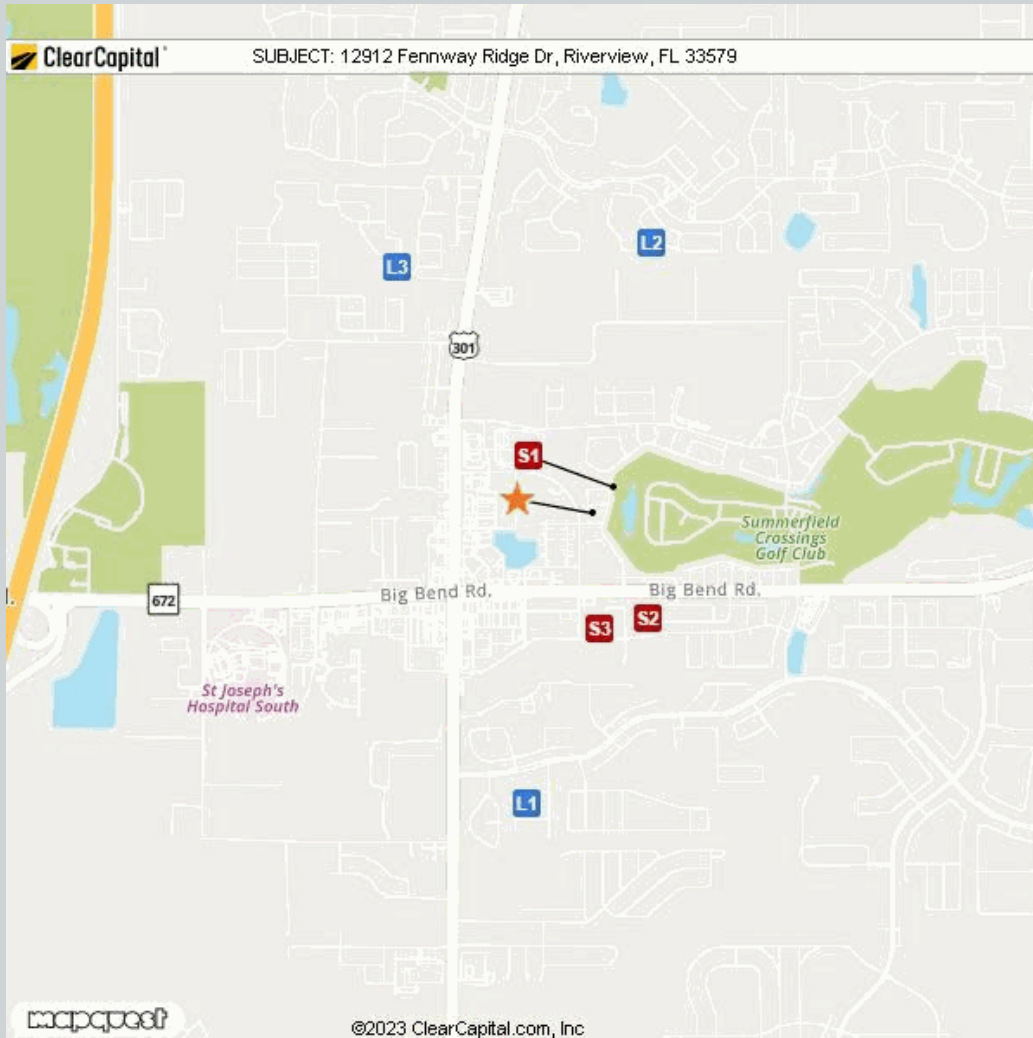 ClearCapital®
SUBJECT: 12912 Fennway Ridge Dr, Riverview, FL 33579
L2
L3
301
S1
Summerfield
Crossings
Golf Club
Big Bend Rd.
Big Bend Rd.
672
S3
S2
St Joseph's
Hospital South
L1
mapquest
©2023 ClearCapital.com, Inc